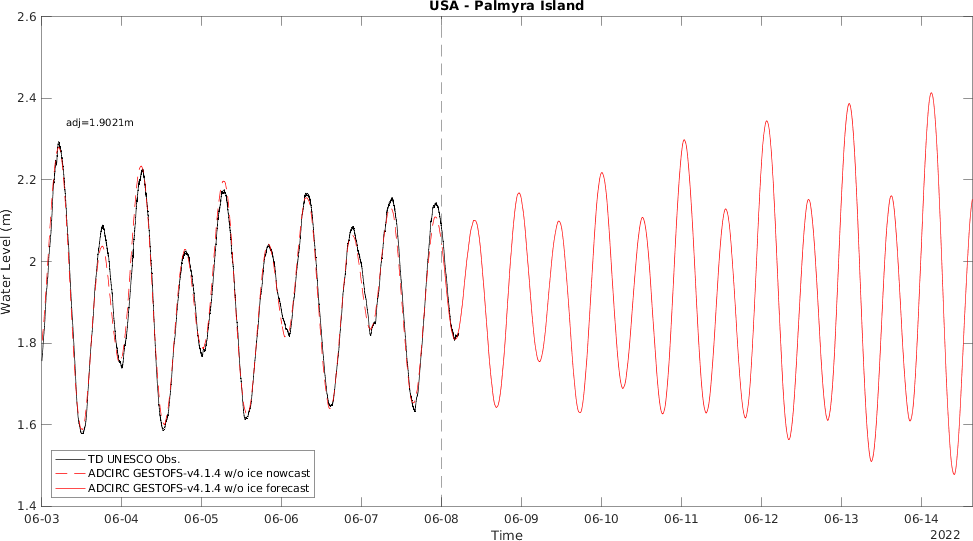 USA - Palmyra Island
2.6
2.4
2.2
2
1.8
1.6
1.4
Water Level (m)
adj=1.9021m
TD UNESCO Obs.
ADCIRC GESTOFS-v4.1.4 w/o ice nowcast
ADCIRC GESTOFS-v4.1.4 w/o ice forecast
06-03 06-04 06-05 06-06 06-07 06-08 06-09 06-10 06-11 06-12 06-13 06-14
2022
Time